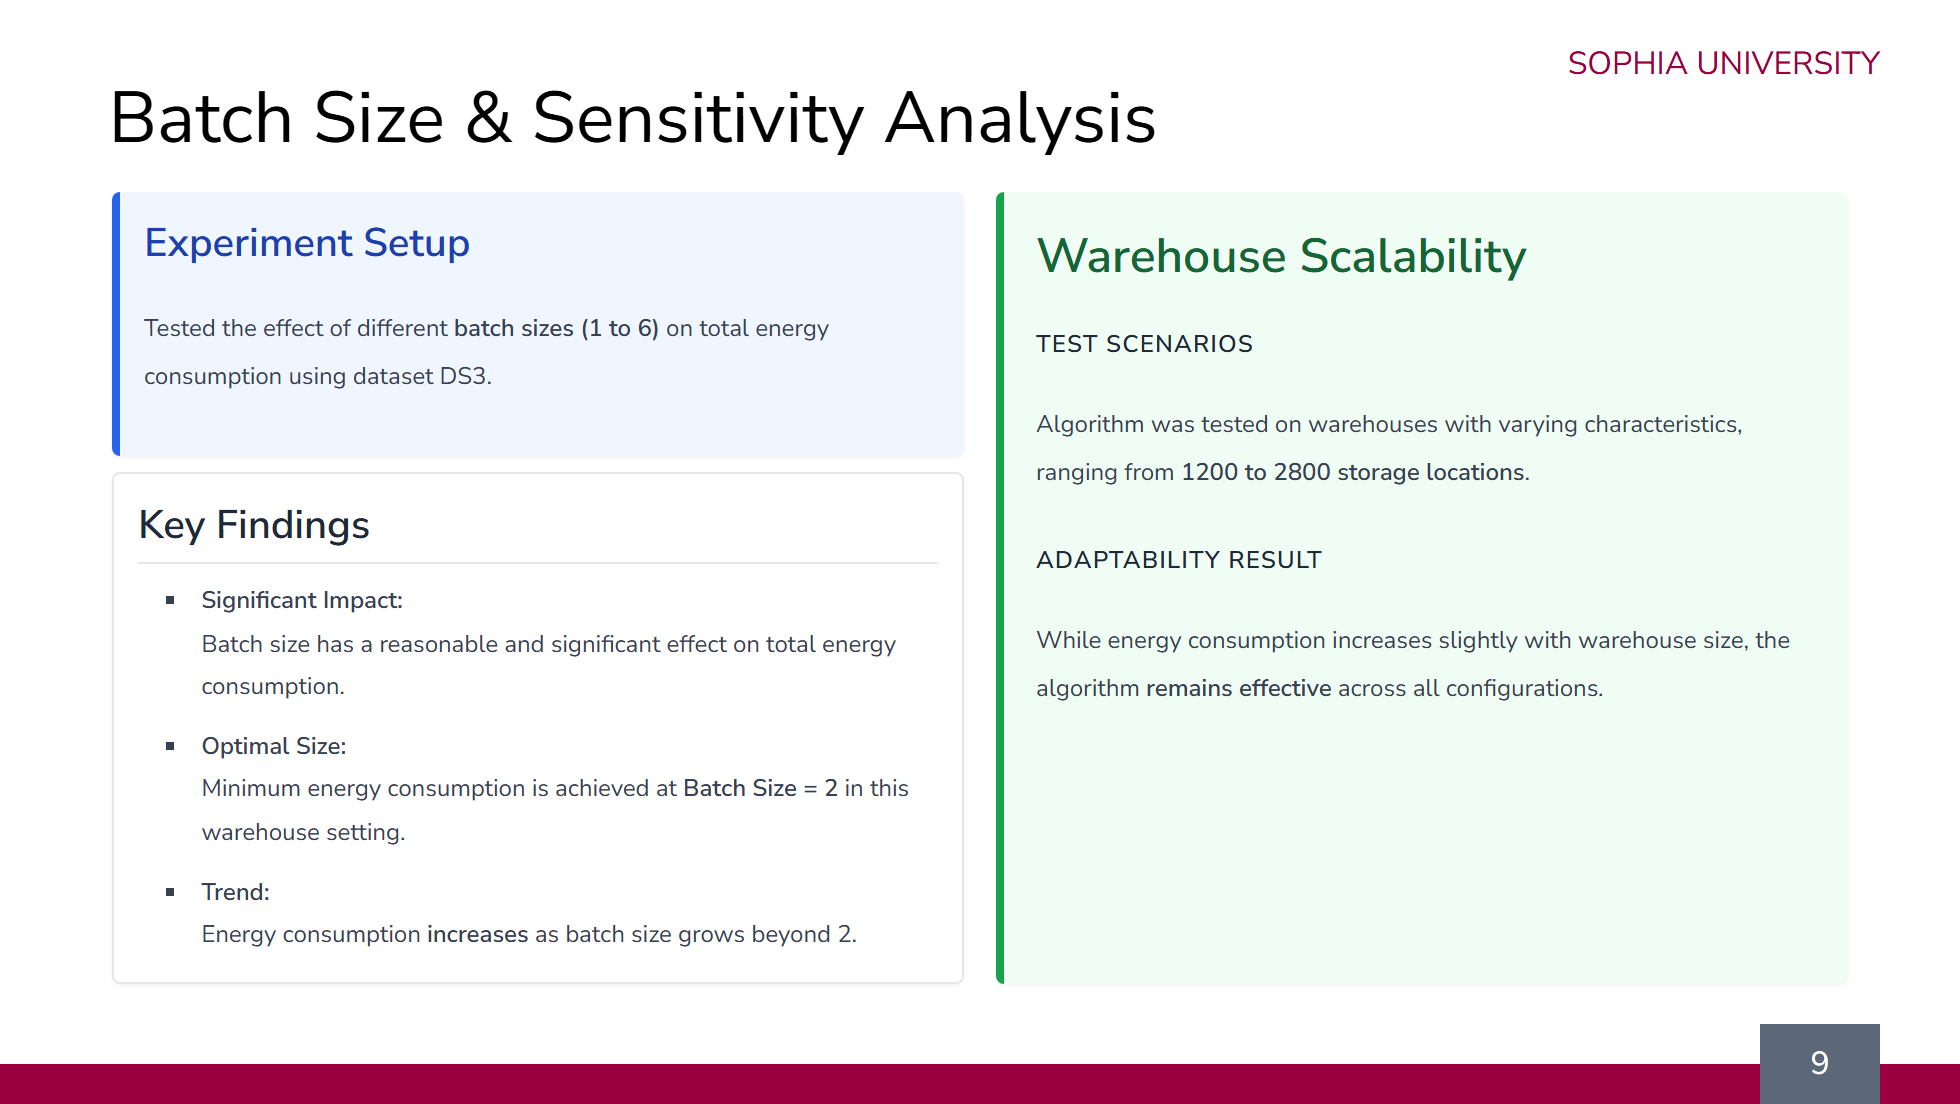 SOPHIA UNIVERSITY
Batch Size & Sensitivity Analysis
Experiment Setup
Tested the effect of different batch sizes (1 to 6) on total energy
consumption using dataset DS3.
Key Findings
▪ Significant Impact:
Batch size has a reasonable and significant effect on total energy
consumption.
▪ Optimal Size:
Minimum energy consumption is achieved at Batch Size = 2 in this
warehouse setting.
▪ Trend:
Energy consumption increases as batch size grows beyond 2.
Warehouse Scalability
TEST SCENARIOS
Algorithm was tested on warehouses with varying characteristics,
ranging from 1200 to 2800 storage locations.
ADAPTABILITY RESULT
While energy consumption increases slightly with warehouse size, the
algorithm remains effective across all configurations.
9